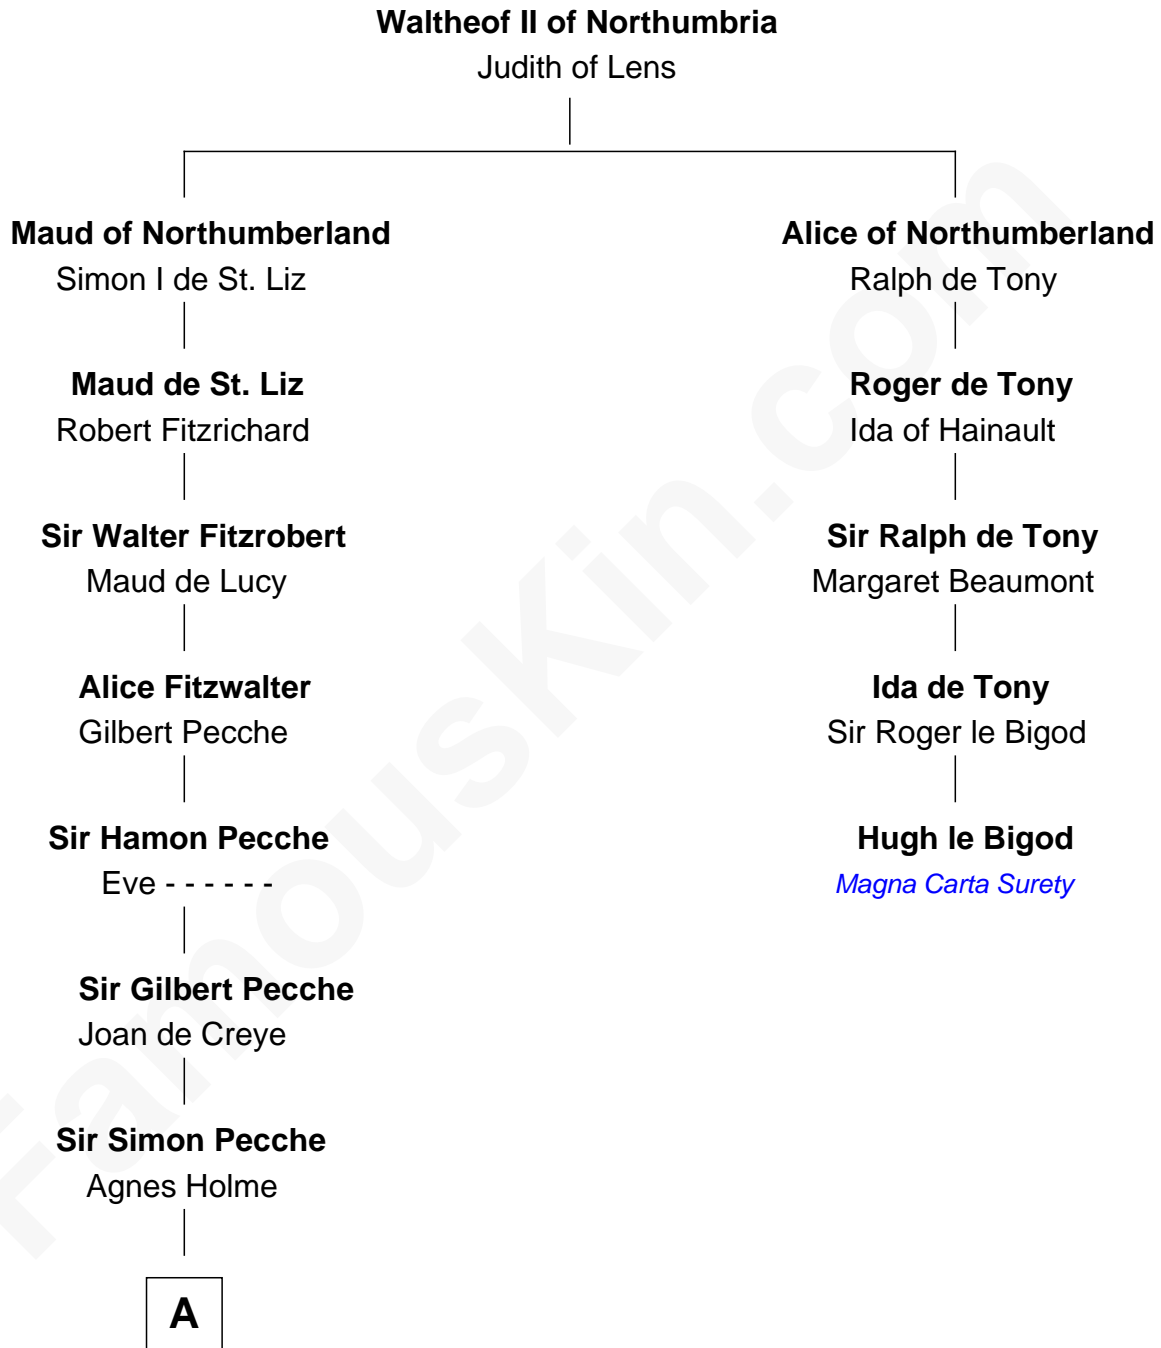 Waltheof II of Northumbria
Judith of Lens
Maud of Northumberland
Simon I de St. Liz
Alice of Northumberland
Ralph de Tony
Maud de St. Liz
Robert Fitzrichard
Roger de Tony
Ida of Hainault
Sir Walter Fitzrobert
Maud de Lucy
Sir Ralph de Tony
Margaret Beaumont
Alice Fitzwalter
Gilbert Pecche
Ida de Tony
Sir Roger le Bigod
Sir Hamon Pecche
Eve - - - - - -
Hugh le Bigod
Magna Carta Surety
Sir Gilbert Pecche
Joan de Creye
Sir Simon Pecche
Agnes Holme
A
FamousKin.com